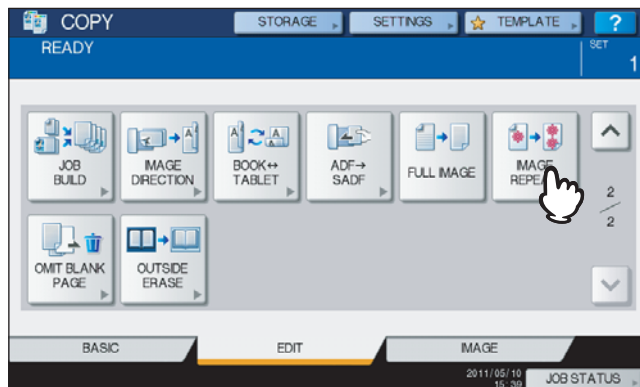 COPY
STORAGE
SETTINGS
TEMPLATE
?
READY
SET
1
JOB
BUILD
IMAGE
DIRECTION
BOOK↔
TABLET
ADF→
SADF
FULL IMAGE
IMAGE
REPEA
2
2
OMIT BLANK
PAGE
OUTSIDE
ERASE
BASIC
EDIT
IMAGE
2011/05/10
15:39
JOB STATUS